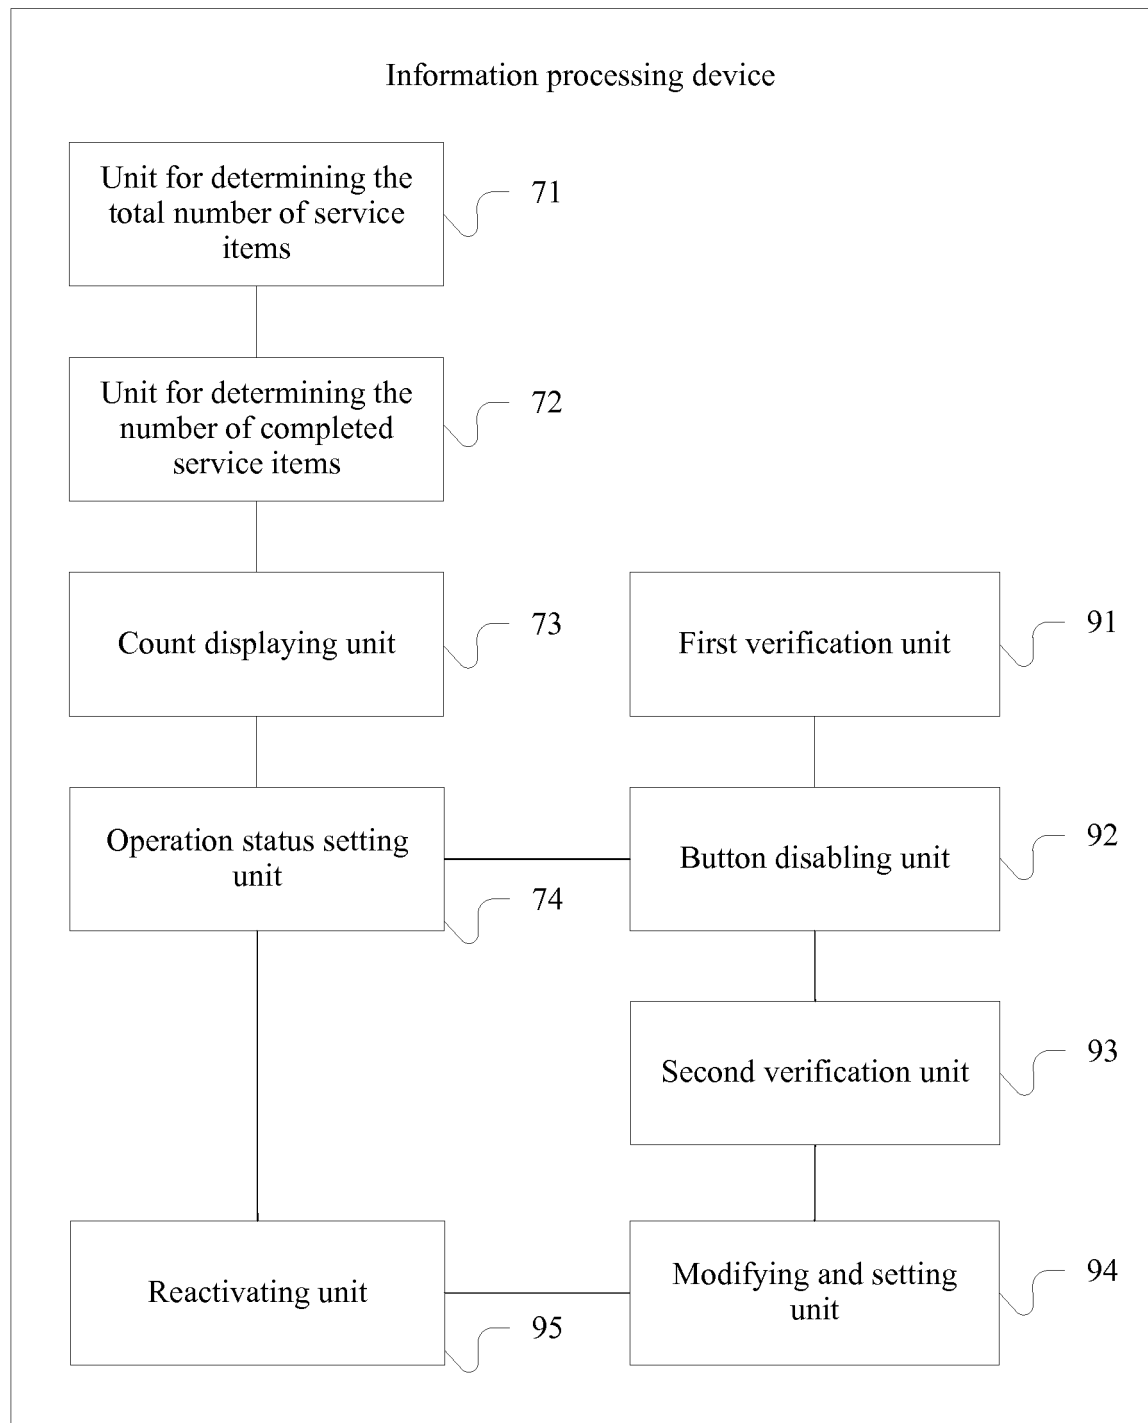 Information processing device
Unit for determining the
total number of service
items
71
Unit for determining the
number of completed
service items
72
Count displaying unit
73
First verification unit
91
Operation status setting
unit
74
Button disabling unit
92
Second verification unit
93
Reactivating unit
95
Modifying and setting
unit
94